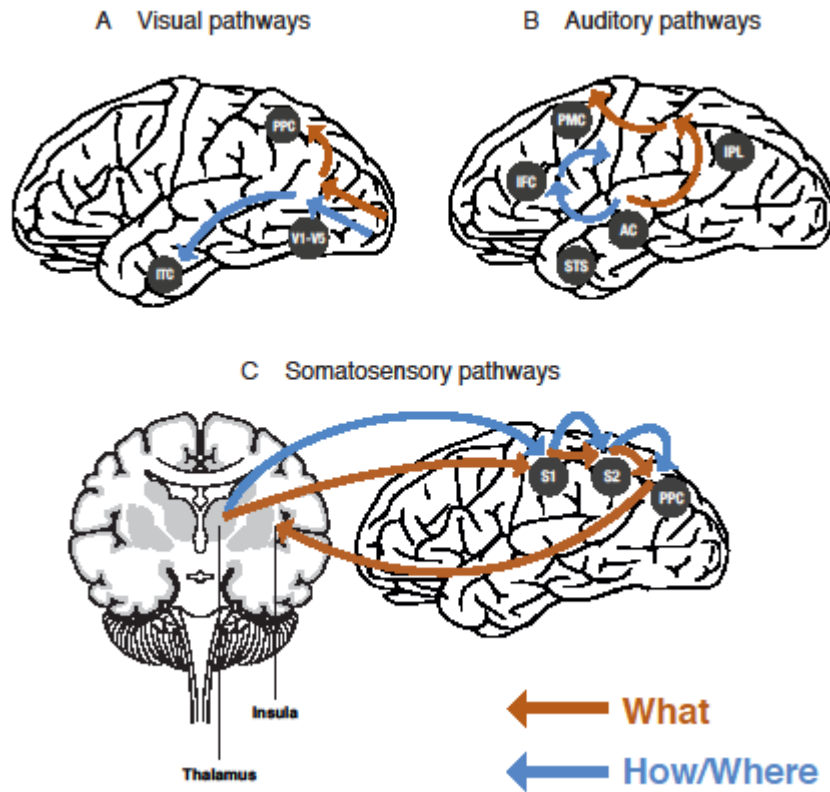 A Visual pathways
B Auditory pathways
PPC
V1-V5
ITC
PMC
IFC
IPL
AC
STS
C Somatosensory pathways
S1
S2
PPC
Insula
Thalamus
What
How/Where